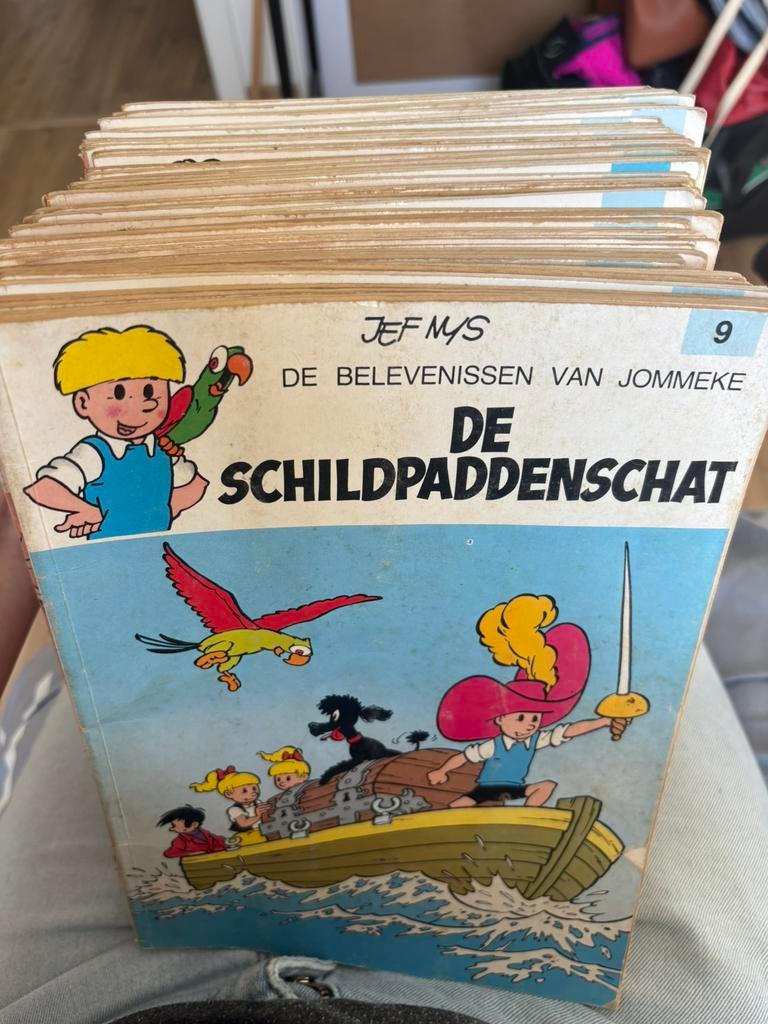 JEF NYS
9
DE BELEVENISSEN VAN JOMMEKE
DE
SCHILDPADDENSCHAT